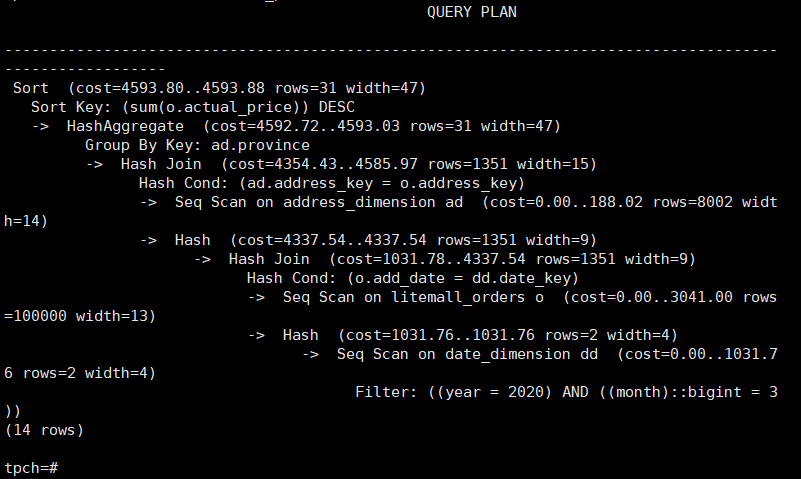 QUERY PLAN
--------------------------------------------------------------------------------------
------------------
Sort  (cost=4593.80..4593.88 rows=31 width=47)
Sort Key: (sum(o.actual_price)) DESC
->  HashAggregate  (cost=4592.72..4593.03 rows=31 width=47)
Group By Key: ad.province
->  Hash Join  (cost=4354.43..4585.97 rows=1351 width=15)
Hash Cond: (ad.address_key = o.address_key)
->  Seq Scan on address_dimension ad  (cost=0.00..188.02 rows=8002 widt
h=14)
->  Hash  (cost=4337.54..4337.54 rows=1351 width=9)
->  Hash Join  (cost=1031.78..4337.54 rows=1351 width=9)
Hash Cond: (o.add_date = dd.date_key)
->  Seq Scan on litemall_orders o  (cost=0.00..3041.00 rows
=100000 width=13)
->  Hash  (cost=1031.76..1031.76 rows=2 width=4)
->  Seq Scan on date_dimension dd  (cost=0.00..1031.7
6 rows=2 width=4)
Filter: ((year = 2020) AND ((month)::bigint = 3
))
(14 rows)
tpch=#